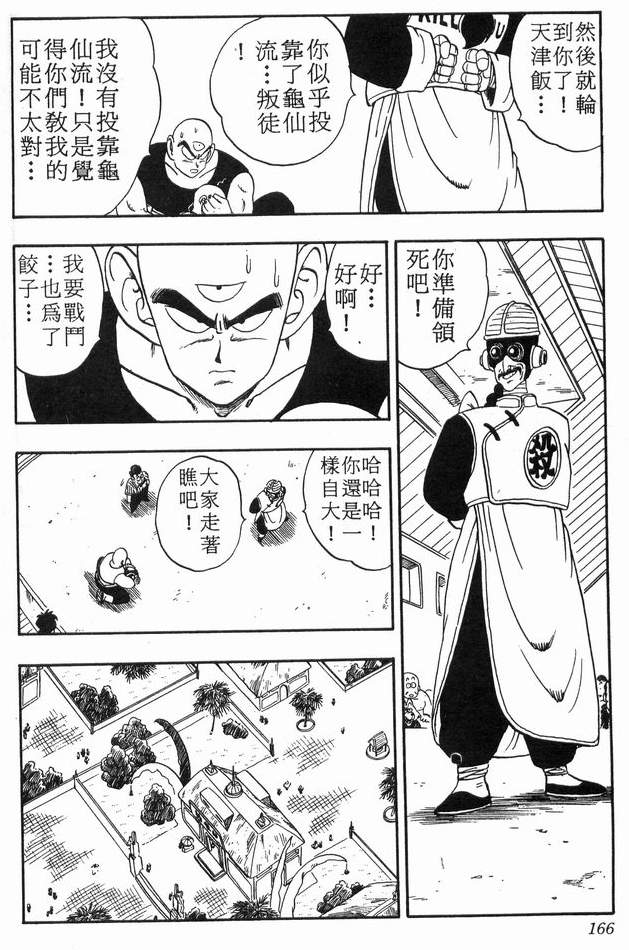 KILL
U
然後就輪
到你了！
天津飯…
你似乎投
靠了龜仙
流…叛徒
！
我沒有投靠龜
仙流！只是覺
得你們敎我的
可能不太對…
你準備領
死吧！
殺
好…
好啊！
我要戰鬥
…也爲了
餃子…
哈哈哈！
你還是一
樣自大！
大家走著
瞧吧！
166